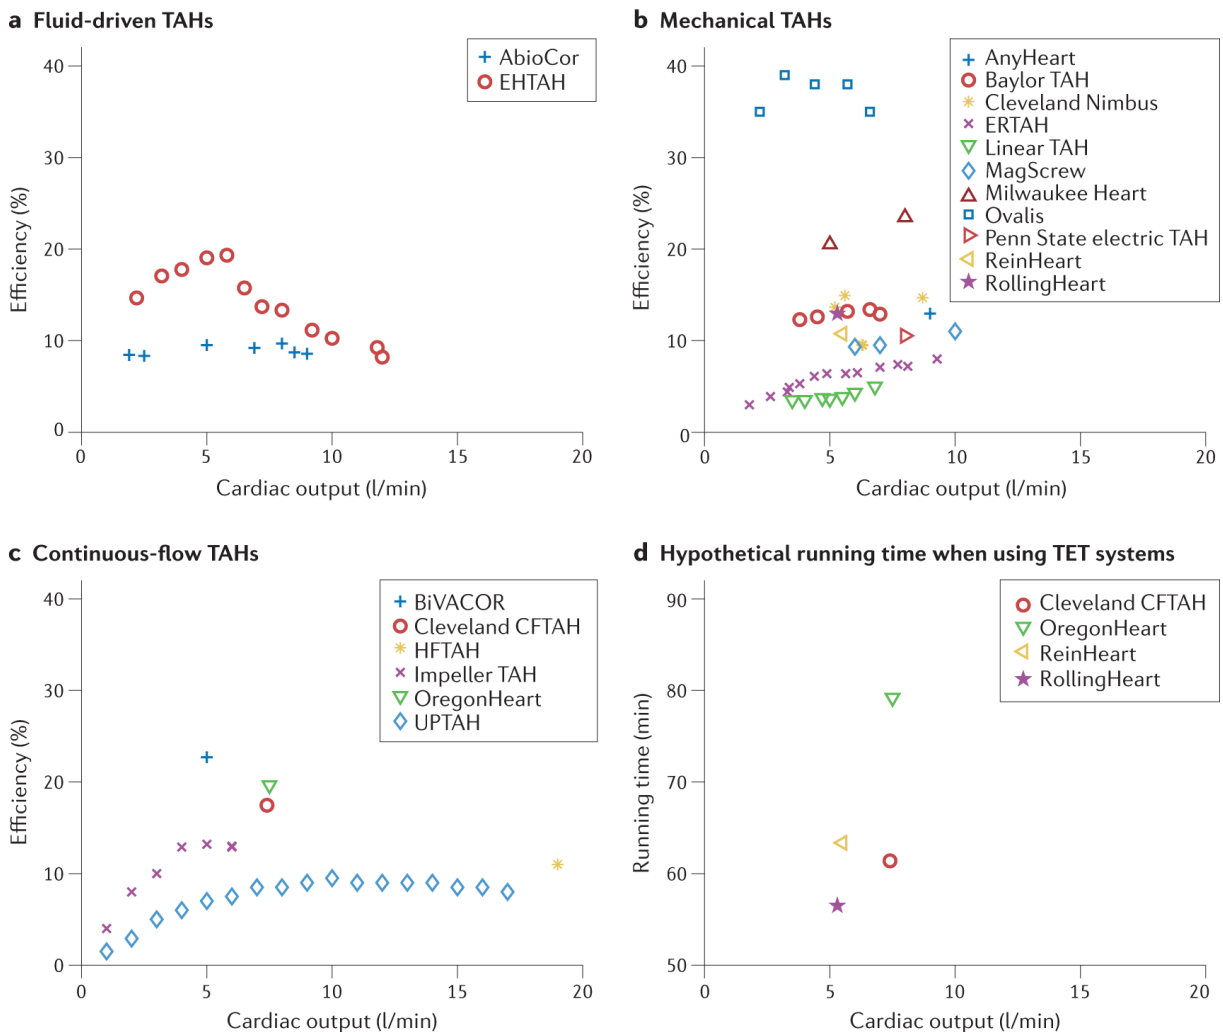 a Fluid-driven TAHs
AbioCor
EHTAH
Efficiency (%)
40
30
20
10
0
0 5 10 15 20
Cardiac output (l/min)
b Mechanical TAHs
AnyHeart
Baylor TAH
Cleveland Nimbus
ERTAH
Linear TAH
MagScrew
Milwaukee Heart
Ovalis
Penn State electric TAH
ReinHeart
RollingHeart
Efficiency (%)
40
30
20
10
0
0 5 10 15 20
Cardiac output (l/min)
c Continuous-flow TAHs
BiVACOR
Cleveland CFTAH
HFTAH
Impeller TAH
OregonHeart
UPTAH
Efficiency (%)
40
30
20
10
0
0 5 10 15 20
Cardiac output (l/min)
d Hypothetical running time when using TET systems
Cleveland CFTAH
OregonHeart
ReinHeart
RollingHeart
Running time (min)
90
80
70
60
50
0 5 10 15 20
Cardiac output (l/min)